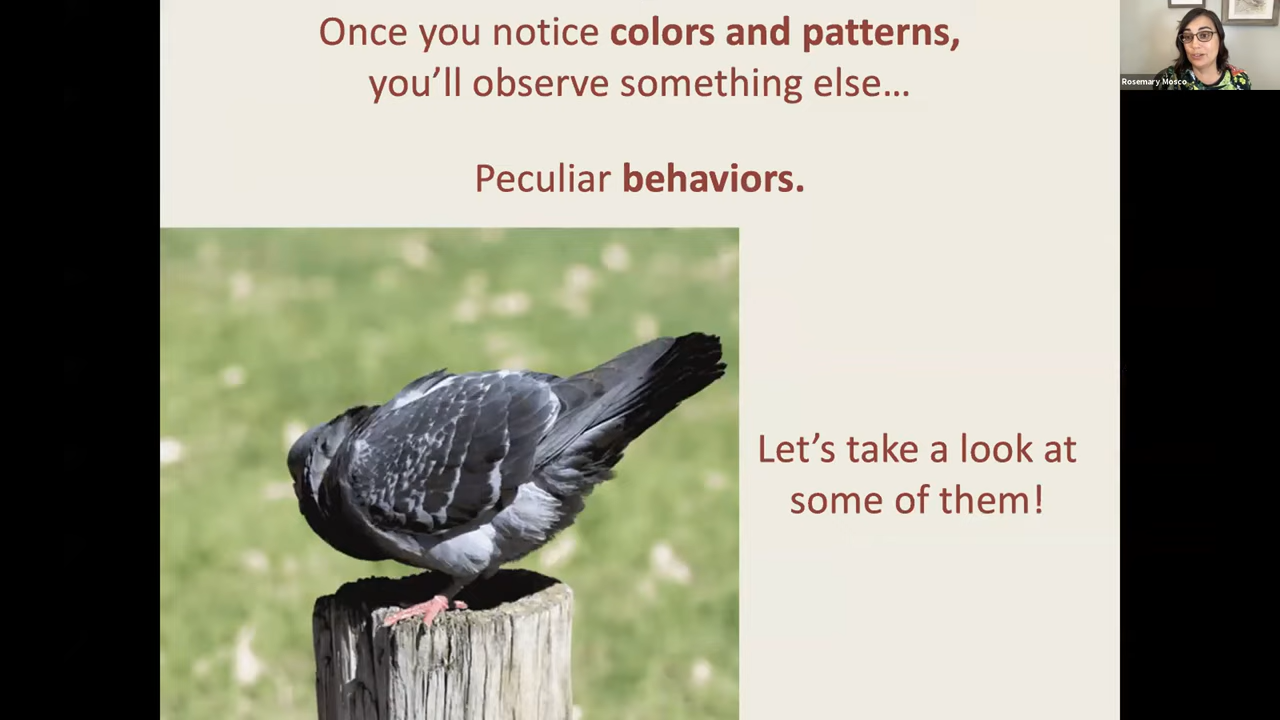 Once you notice colors and patterns,
you'll observe something else…
Peculiar behaviors.
Let's take a look at
some of them!
Rosemary Mosco